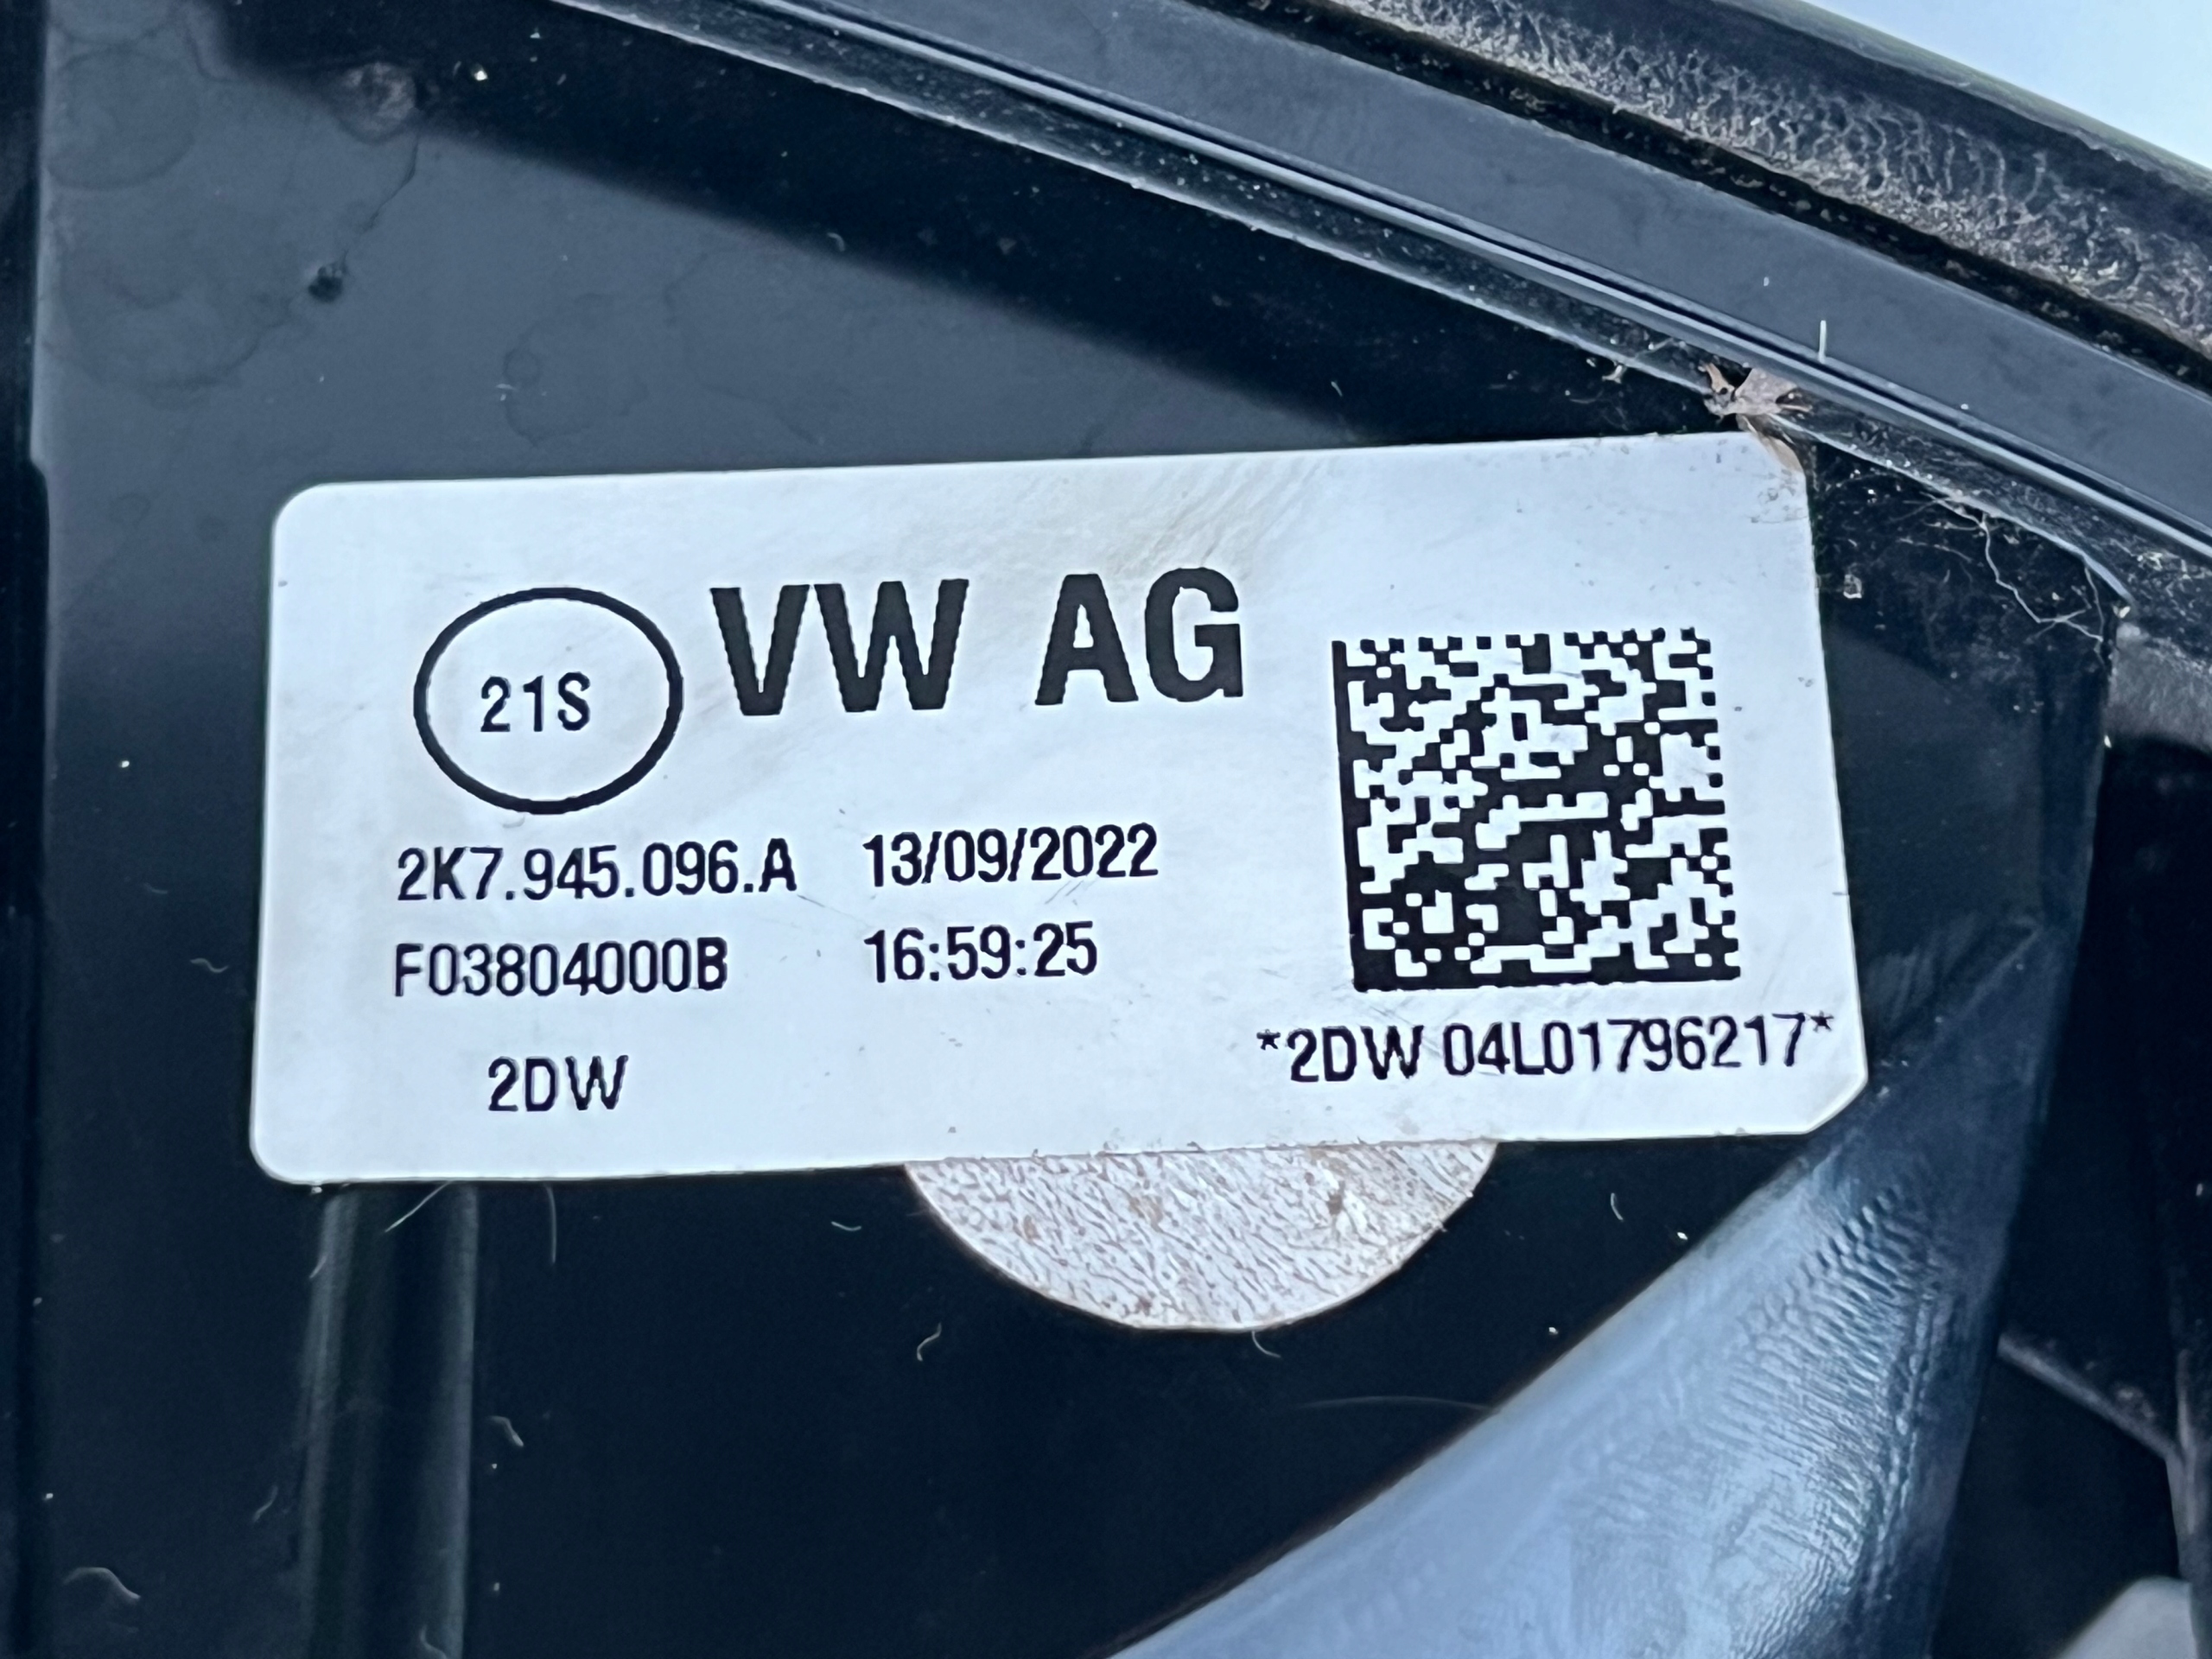 21S VW AG
2K7.945.096.A 13/09/2022
F03804000B 16:59:25
2DW
*2DW 04L01796217*